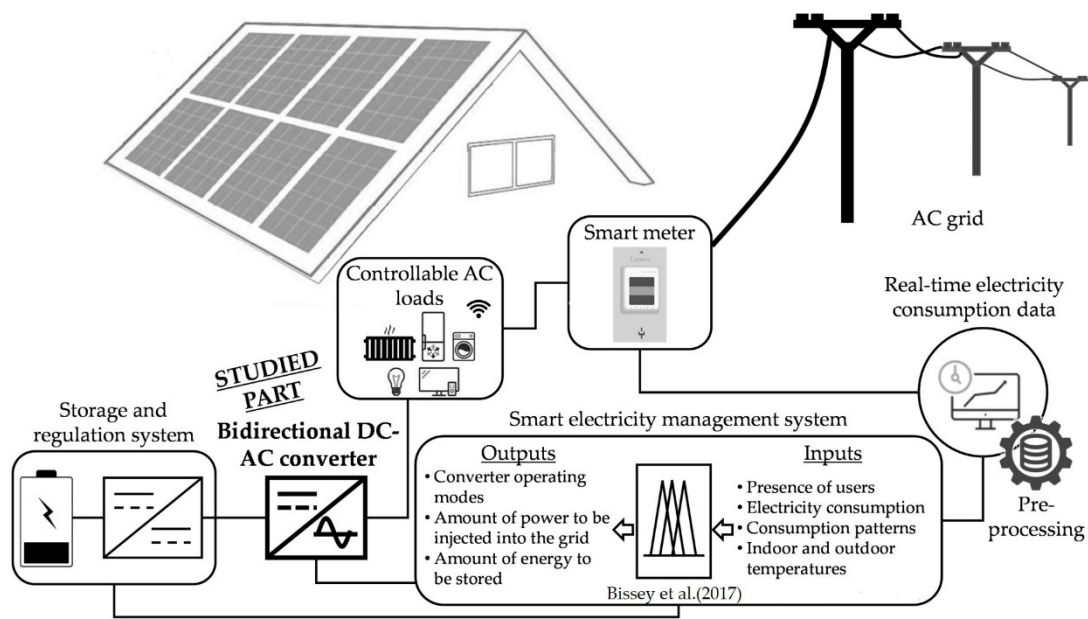 AC grid
Smart meter
Controllable AC
loads
Real-time electricity
consumption data
STUDIED
PART
Bidirectional DC-
AC converter
Storage and
regulation system
Smart electricity management system
Outputs
• Converter operating
modes
• Amount of power to be
injected into the grid
• Amount of energy to
be stored
Inputs
• Presence of users
• Electricity consumption
• Consumption patterns
• Indoor and outdoor
temperatures
Bissey et al.(2017)
Pre-
processing